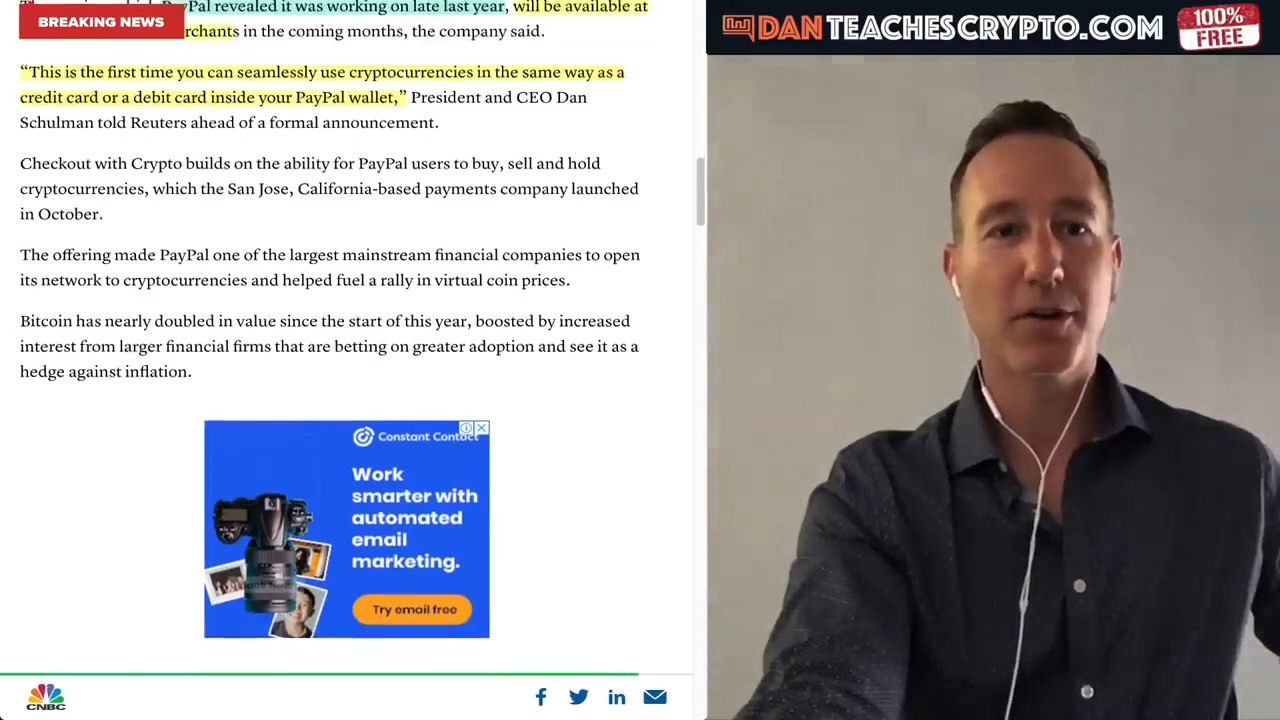 PayPal revealed it was working on late last year, will be available at
BREAKING NEWS
rchants in the coming months, the company said.
“This is the first time you can seamlessly use cryptocurrencies in the same way as a
credit card or a debit card inside your PayPal wallet,” President and CEO Dan
Schulman told Reuters ahead of a formal announcement.
Checkout with Crypto builds on the ability for PayPal users to buy, sell and hold
cryptocurrencies, which the San Jose, California-based payments company launched
in October.
The offering made PayPal one of the largest mainstream financial companies to open
its network to cryptocurrencies and helped fuel a rally in virtual coin prices.
Bitcoin has nearly doubled in value since the start of this year, boosted by increased
interest from larger financial firms that are betting on greater adoption and see it as a
hedge against inflation.
Constant Contact
Work
smarter with
automated
email
marketing.
Try email free
CNBC
DANTEACHESCRYPTO.COM
100%
FREE